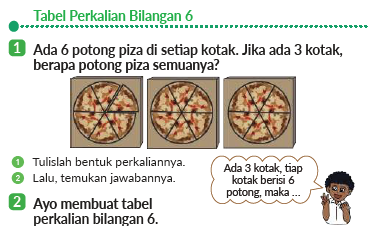 Tabel Perkalian Bilangan 6
1 Ada 6 potong piza di setiap kotak. Jika ada 3 kotak,
berapa potong piza semuanya?
1 Tulislah bentuk perkaliannya.
2 Lalu, temukan jawabannya.
Ada 3 kotak, tiap
kotak berisi 6
potong, maka ...
2 Ayo membuat tabel
perkalian bilangan 6.